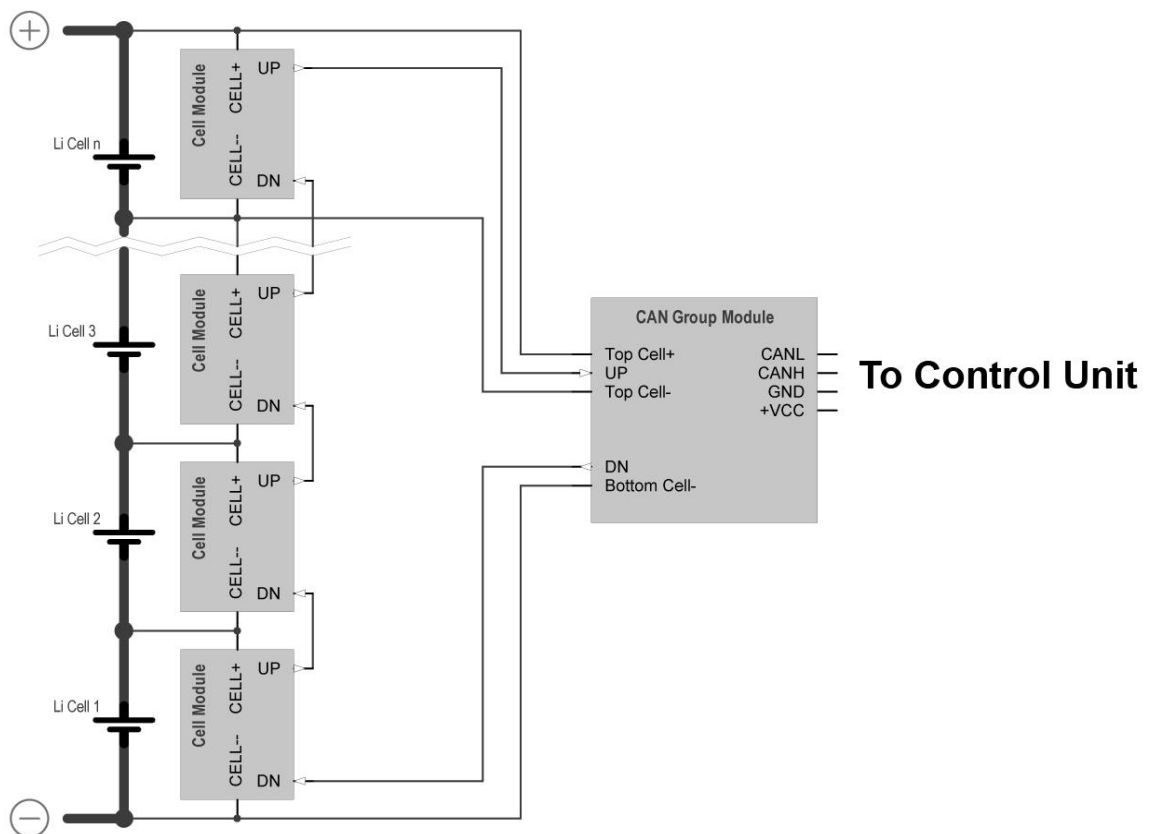 +
Cell Module
CELL+
CELL--
UP
DN
Li Cell n
Cell Module
CELL+
CELL--
UP
DN
Li Cell 3
Cell Module
CELL+
CELL--
UP
DN
Li Cell 2
Cell Module
CELL+
CELL--
UP
DN
Li Cell 1
−
CAN Group Module
Top Cell+
UP
Top Cell-
DN
Bottom Cell-
CANL
CANH
GND
+VCC
To Control Unit